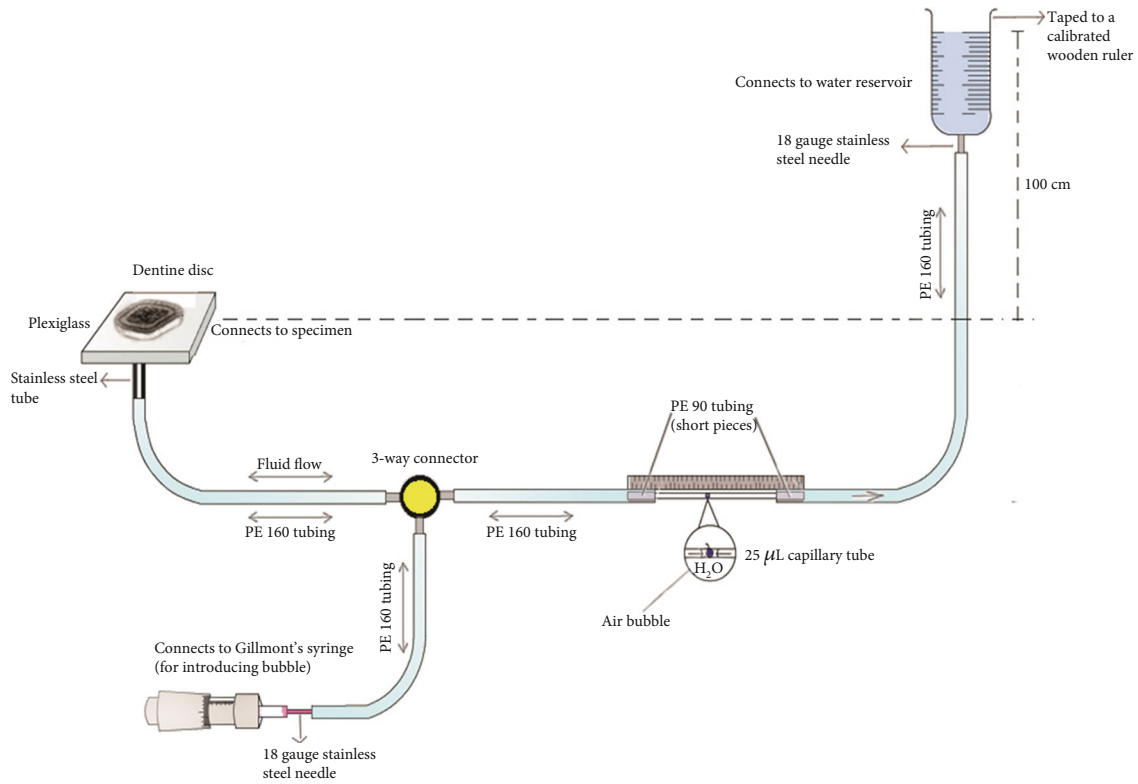 Taped to a
calibrated
wooden ruler
Connects to water reservoir
18 gauge stainless
steel needle
100 cm
PE 160 tubing
Dentine disc
Plexiglass
Connects to specimen
Stainless steel
tube
PE 90 tubing
(short pieces)
Fluid flow
3-way connector
PE 160 tubing
PE 160 tubing
25 μL capillary tube
H₂O
Air bubble
PE 160 tubing
Connects to Gillmont's syringe
(for introducing bubble)
18 gauge stainless
steel needle